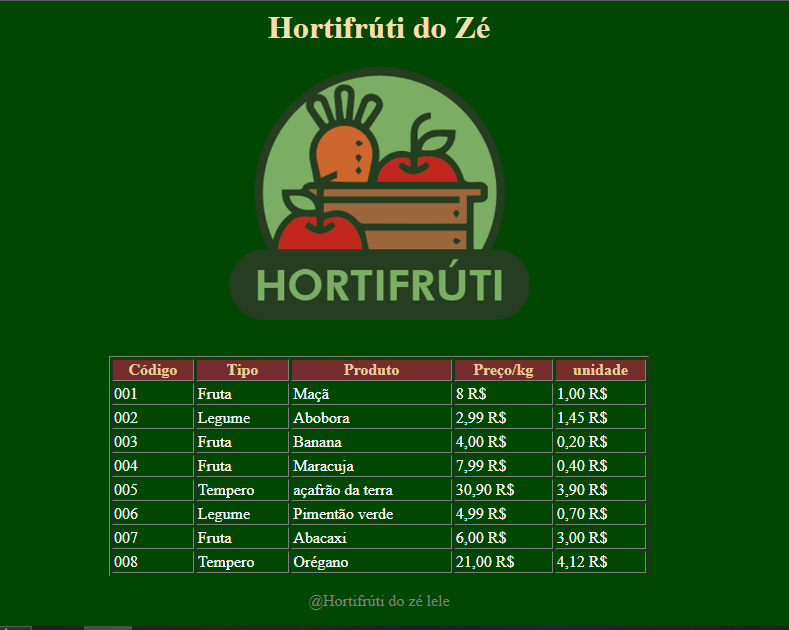 Hortifrúti do Zé
HORTIFRÚTI
Código Tipo Produto Preço/kg unidade
001 Fruta Maçã 8 R$ 1,00 R$
002 Legume Abobora 2,99 R$ 1,45 R$
003 Fruta Banana 4,00 R$ 0,20 R$
004 Fruta Maracuja 7,99 R$ 0,40 R$
005 Tempero açafrão da terra 30,90 R$ 3,90 R$
006 Legume Pimentão verde 4,99 R$ 0,70 R$
007 Fruta Abacaxi 6,00 R$ 3,00 R$
008 Tempero Orégano 21,00 R$ 4,12 R$
@Hortifrúti do zé lele